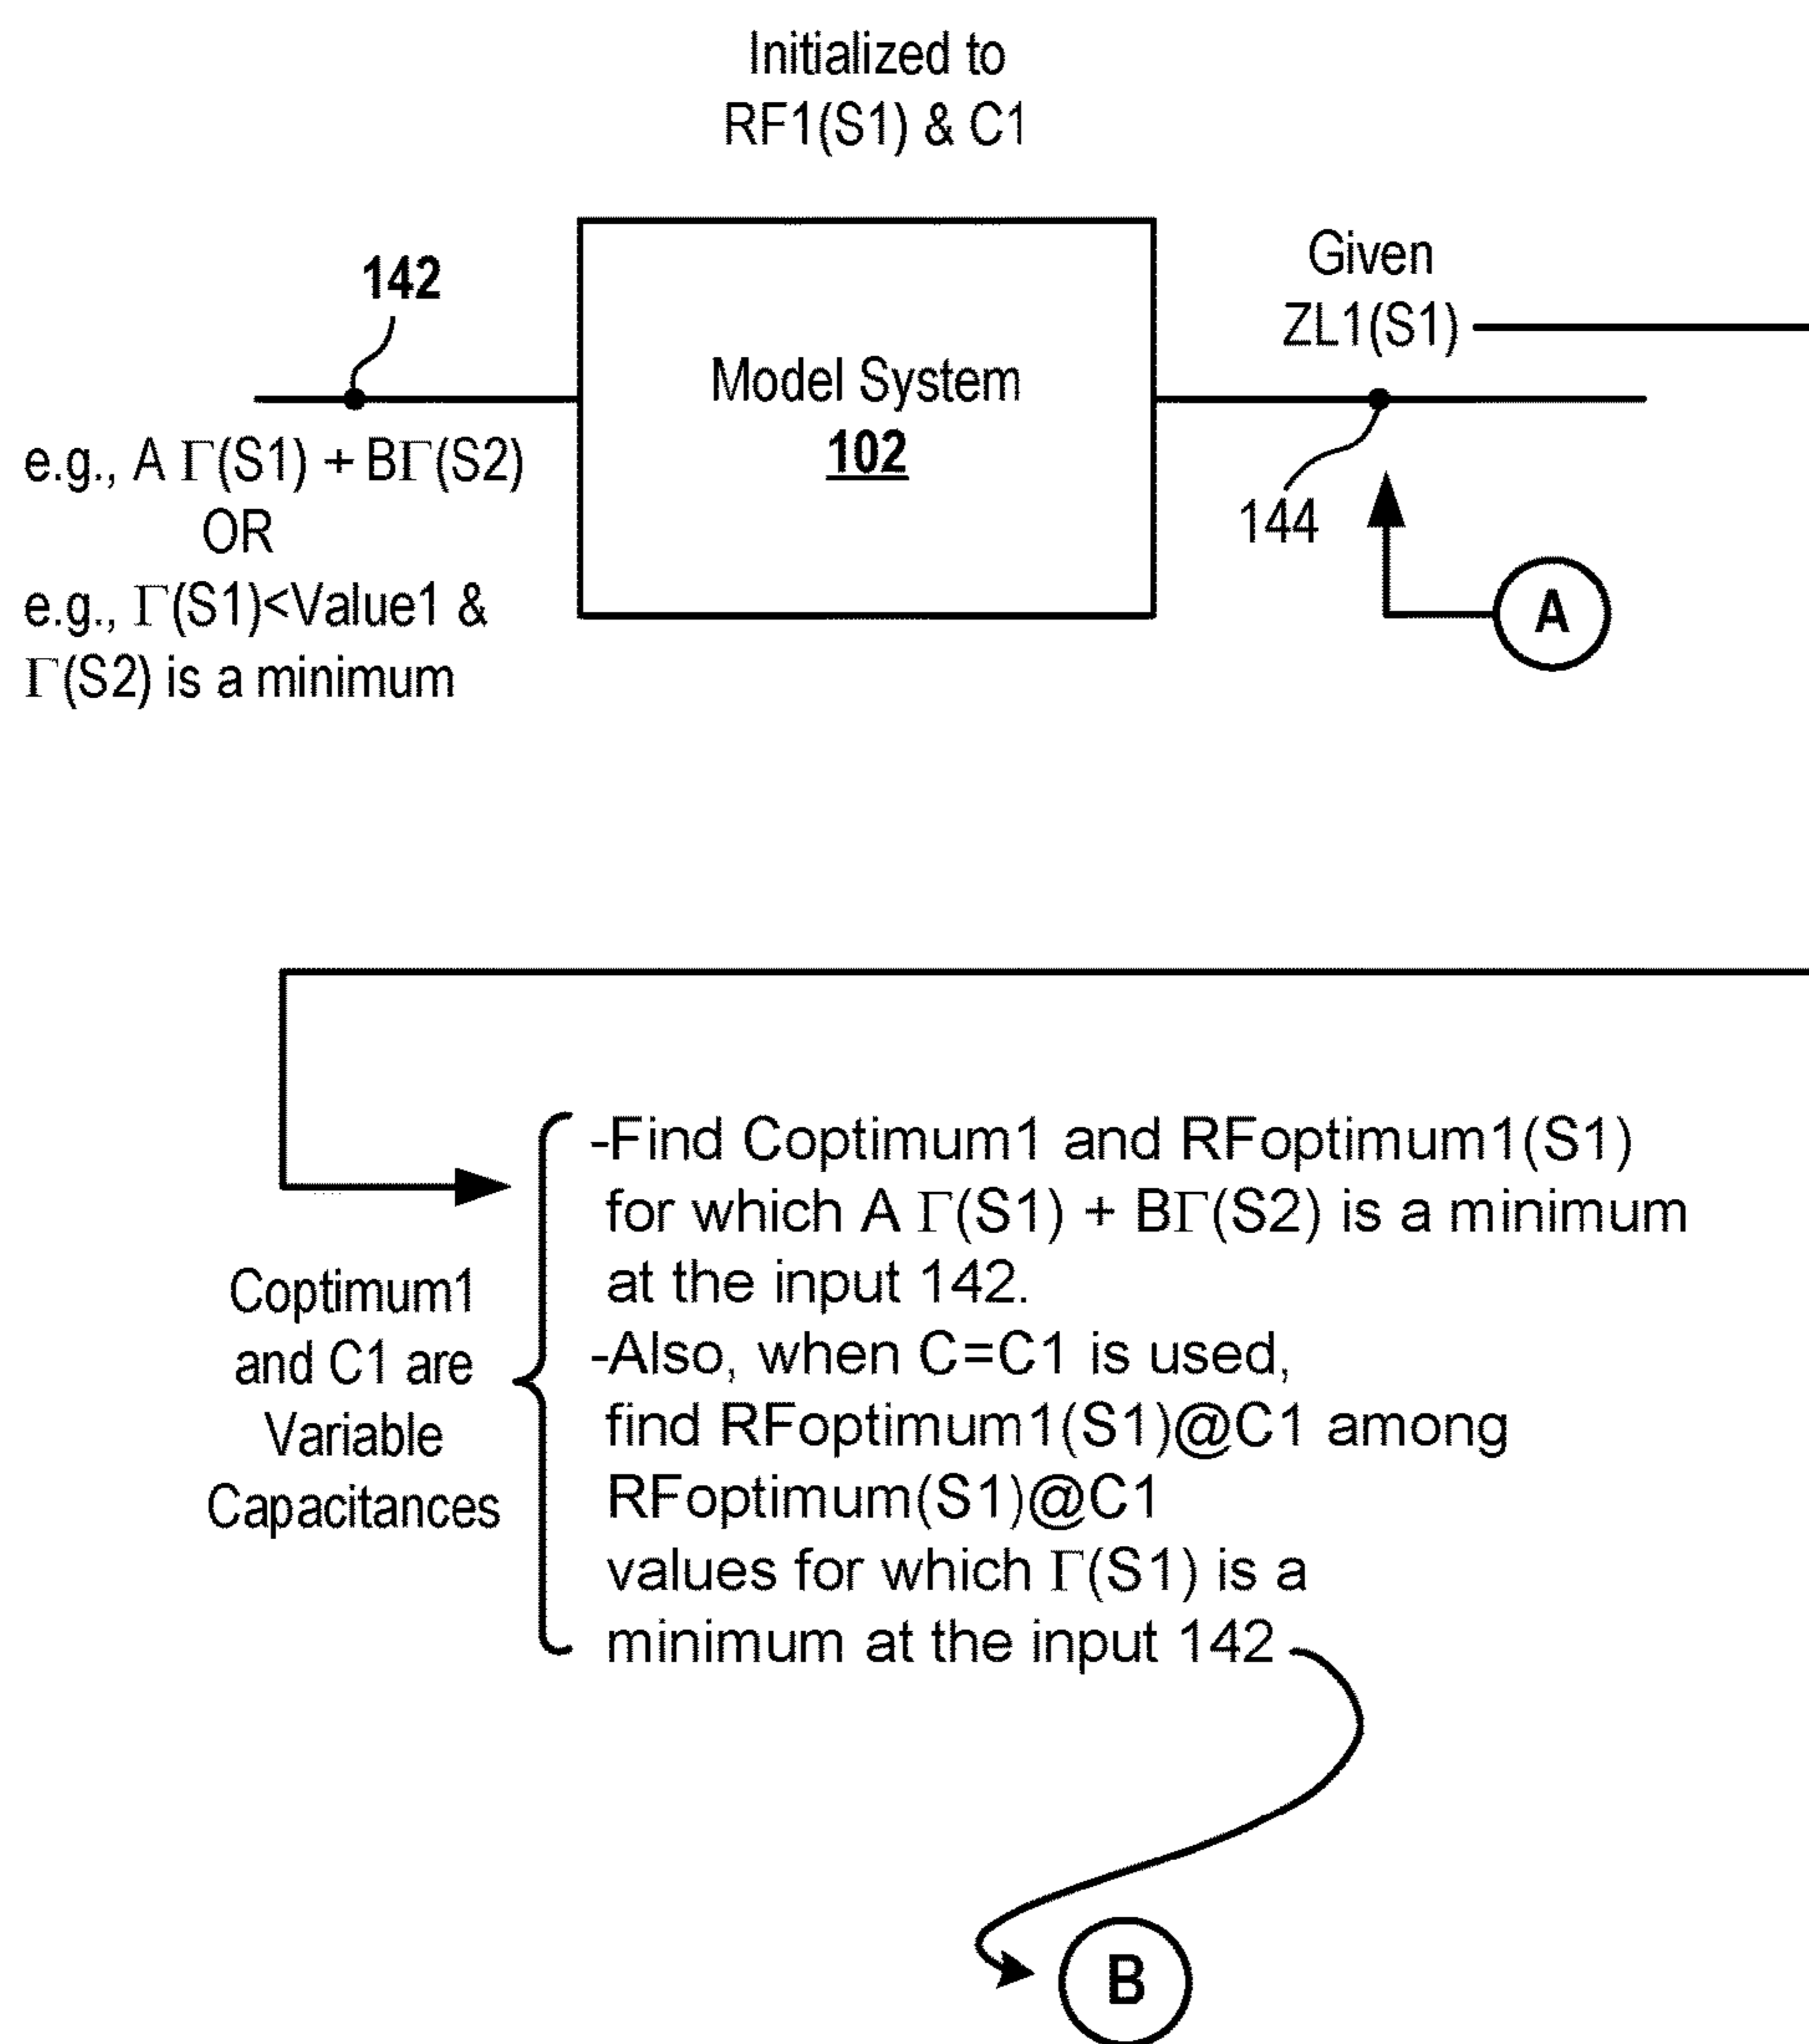 Initialized to
RF1(S1) & C1
142
Model System
102
Given
ZL1(S1)
144
A
e.g., A Γ(S1) + BΓ(S2)
OR
e.g., Γ(S1)<Value1 &
Γ(S2) is a minimum
Coptimum1
and C1 are
Variable
Capacitances
-Find Coptimum1 and RFoptimum1(S1)
for which A Γ(S1) + BΓ(S2) is a minimum
at the input 142.
-Also, when C=C1 is used,
find RFoptimum1(S1)@C1 among
RFoptimum(S1)@C1
values for which Γ(S1) is a
minimum at the input 142
B